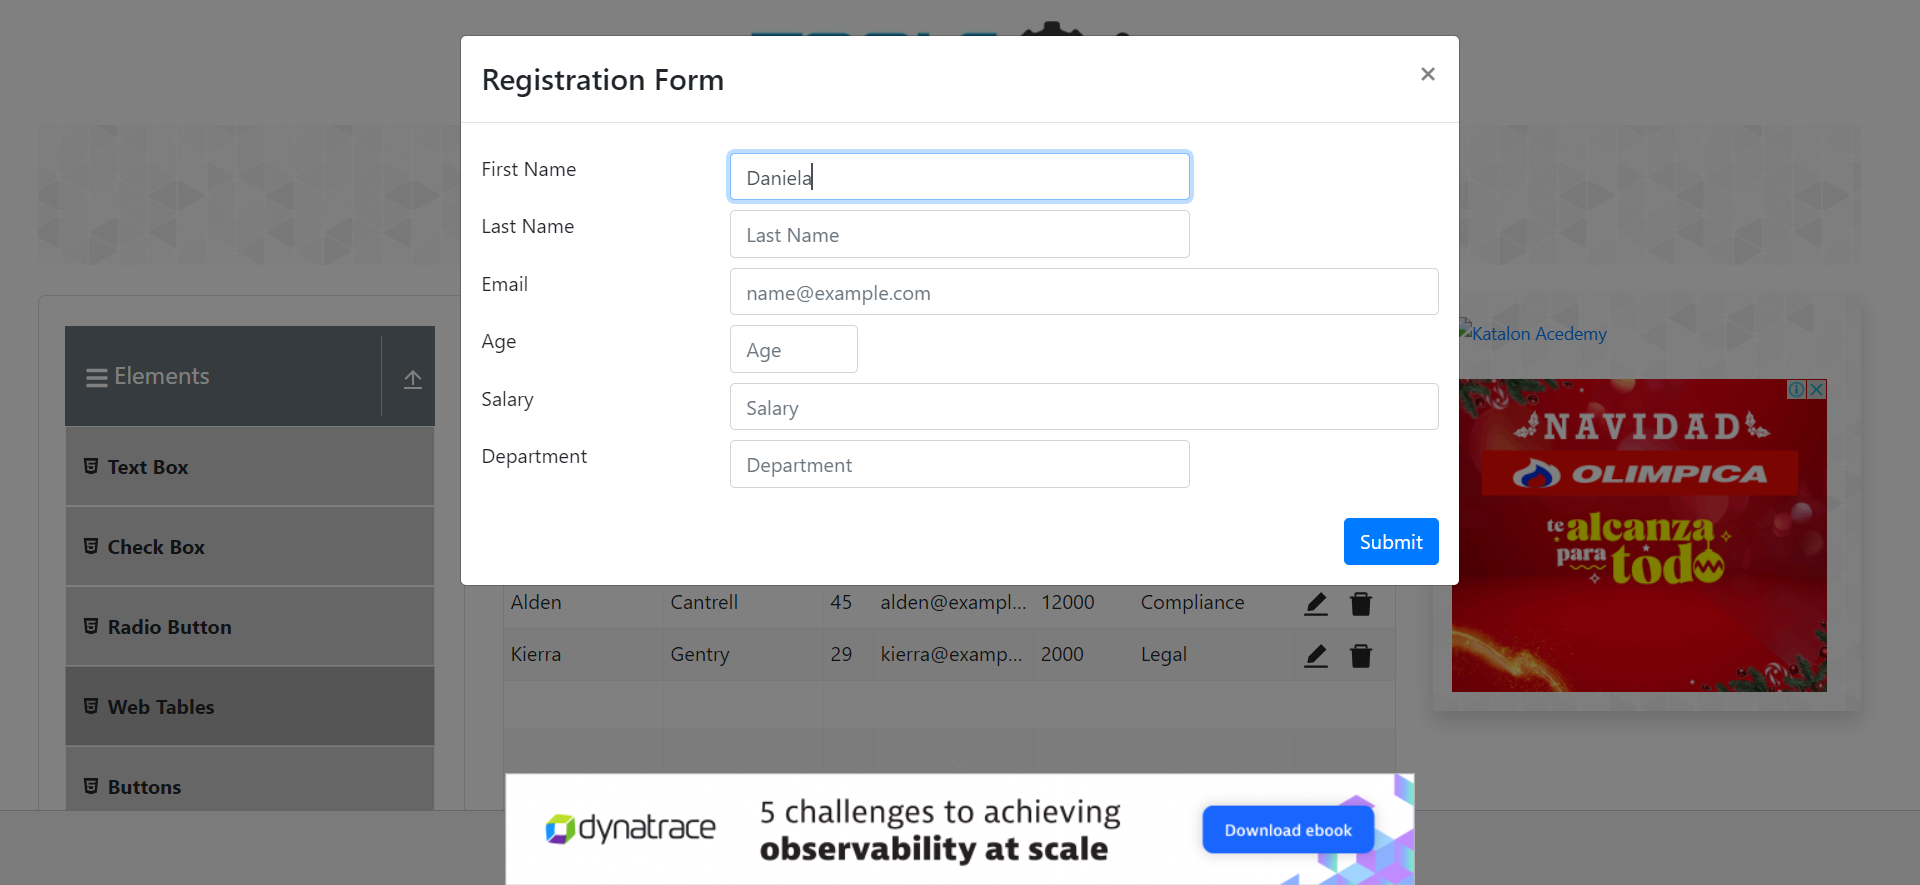 Registration Form
×
First Name
Daniela
Last Name
Last Name
Email
name@example.com
Age
Age
Salary
Salary
Department
Department
Submit
Elements
Text Box
Check Box
Radio Button
Web Tables
Buttons
Alden Cantrell 45 alden@exampl... 12000 Compliance
Kierra Gentry 29 kierra@examp... 2000 Legal
Katalon Acedemy
NAVIDAD
OLIMPICA
te alcanza
para todo
dynatrace
5 challenges to achieving
observability at scale
Download ebook